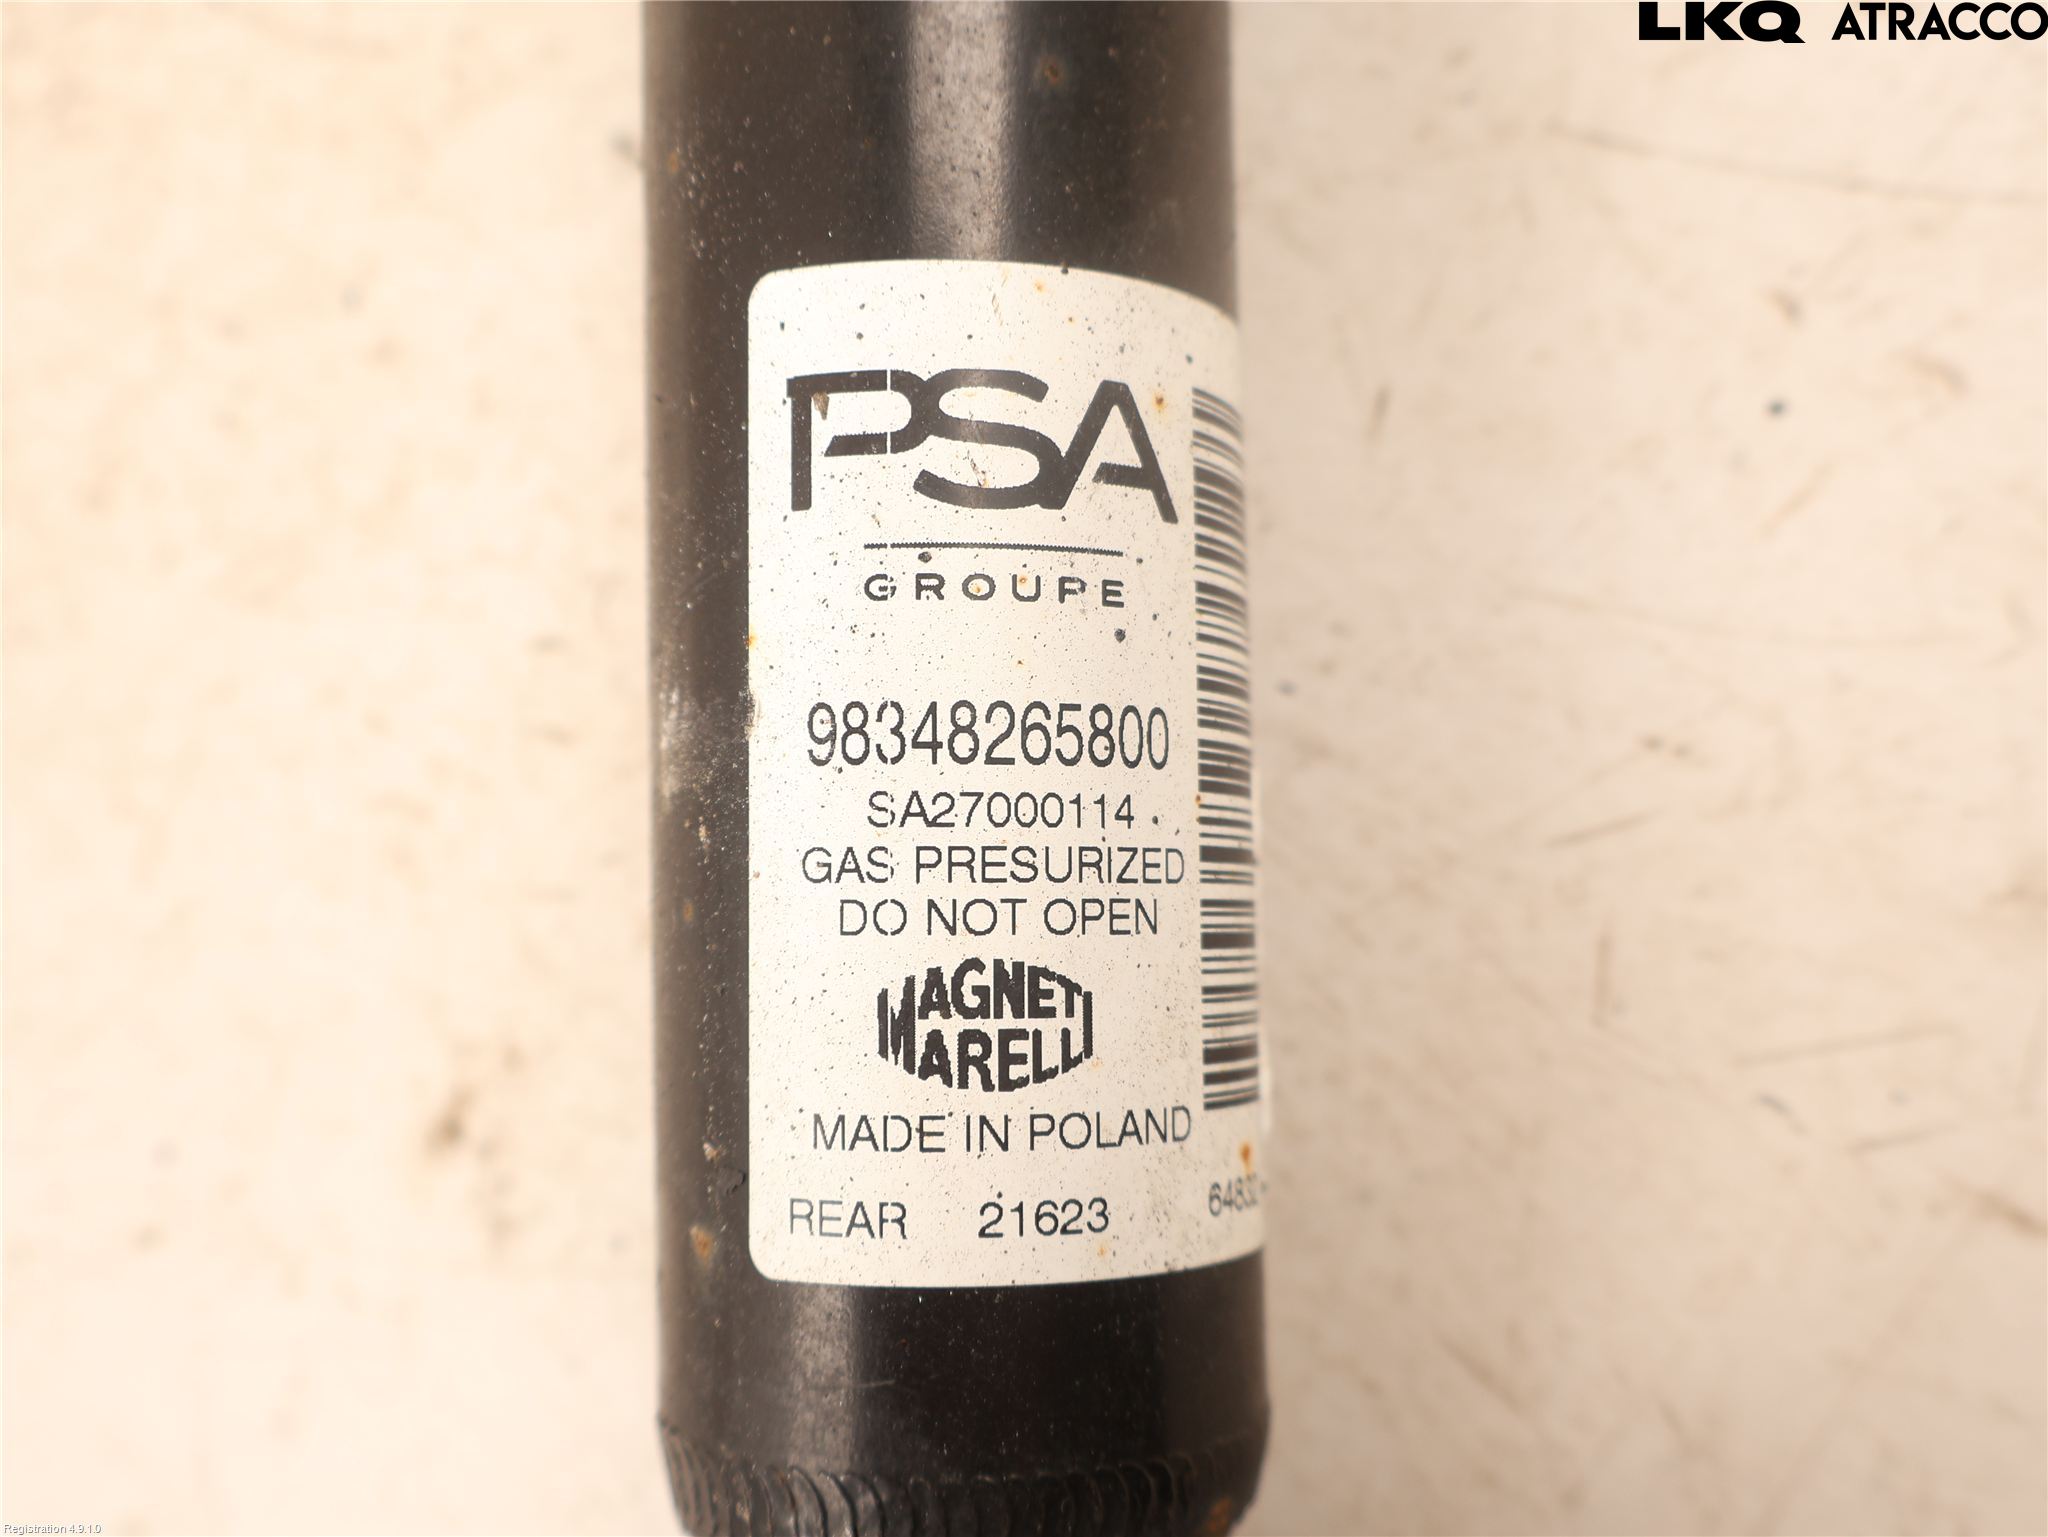 LKQ ATRACCO
PSA
GROUPE
98348265800
SA27000114
GAS PRESURIZED
DO NOT OPEN
MAGNETI
MARELLI
MADE IN POLAND
REAR 21623
Registration 4.9.1.0